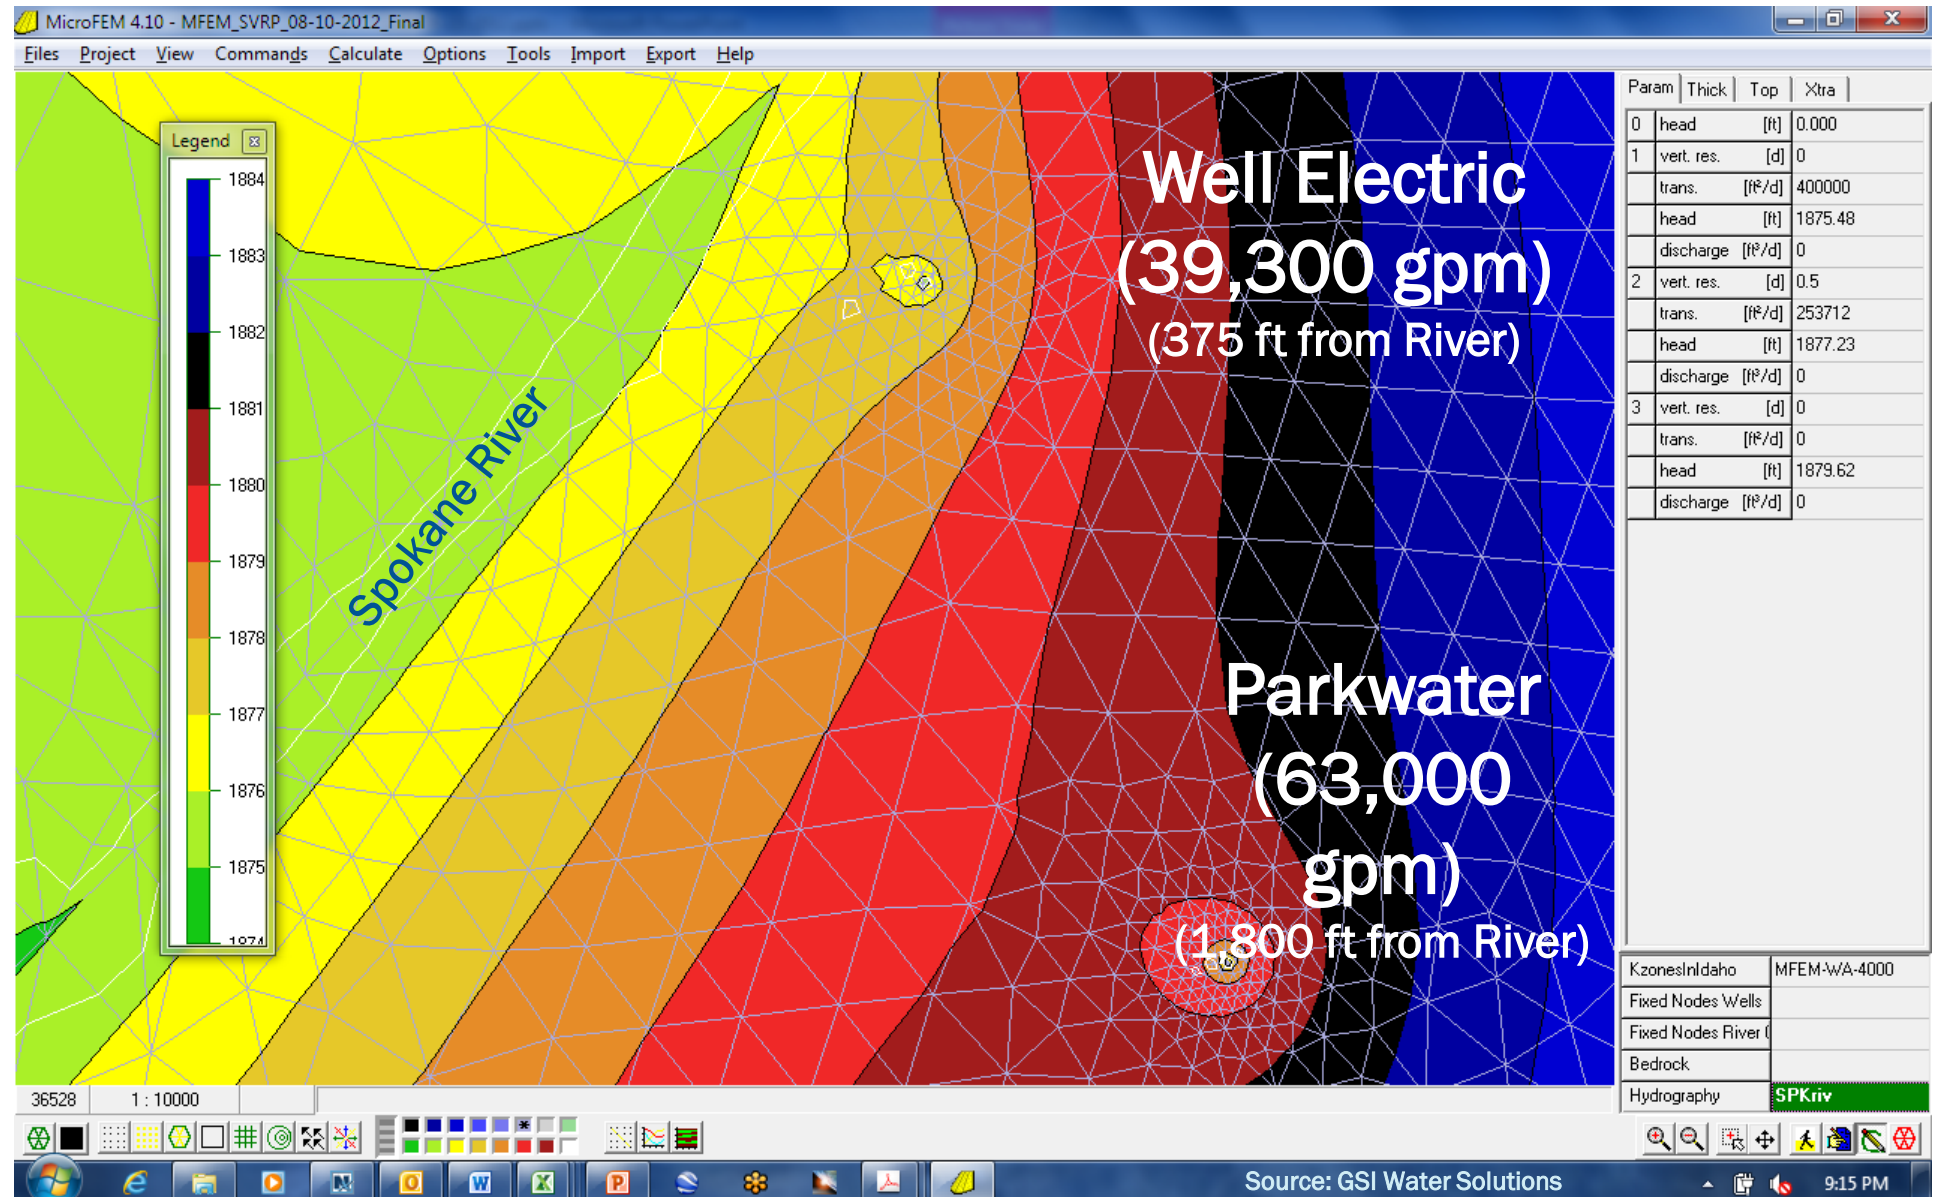 MicroFEM 4.10 - MFEM_SVRP_08-10-2012_Final
Files Project View Commands Calculate Options Tools Import Export Help
Legend
1884
1883
1882
1881
1880
1879
1878
1877
1876
1875
1974
Spokane River
Well Electric
(39,300 gpm)
(375 ft from River)
Parkwater
(63,000
gpm)
(1,800 ft from River)
Param Thick Top Xtra
0 head [ft] 0.000
1 vert. res. [d] 0
trans. [ft²/d] 400000
head [ft] 1875.48
discharge [ft³/d] 0
2 vert. res. [d] 0.5
trans. [ft²/d] 253712
head [ft] 1877.23
discharge [ft³/d] 0
3 vert. res. [d] 0
trans. [ft²/d] 0
head [ft] 1879.62
discharge [ft³/d] 0
KzonesInIdaho MFEM-WA-4000
Fixed Nodes Wells
Fixed Nodes River (
Bedrock
Hydrography SPKriv
36528 1 : 10000
Source: GSI Water Solutions
9:15 PM